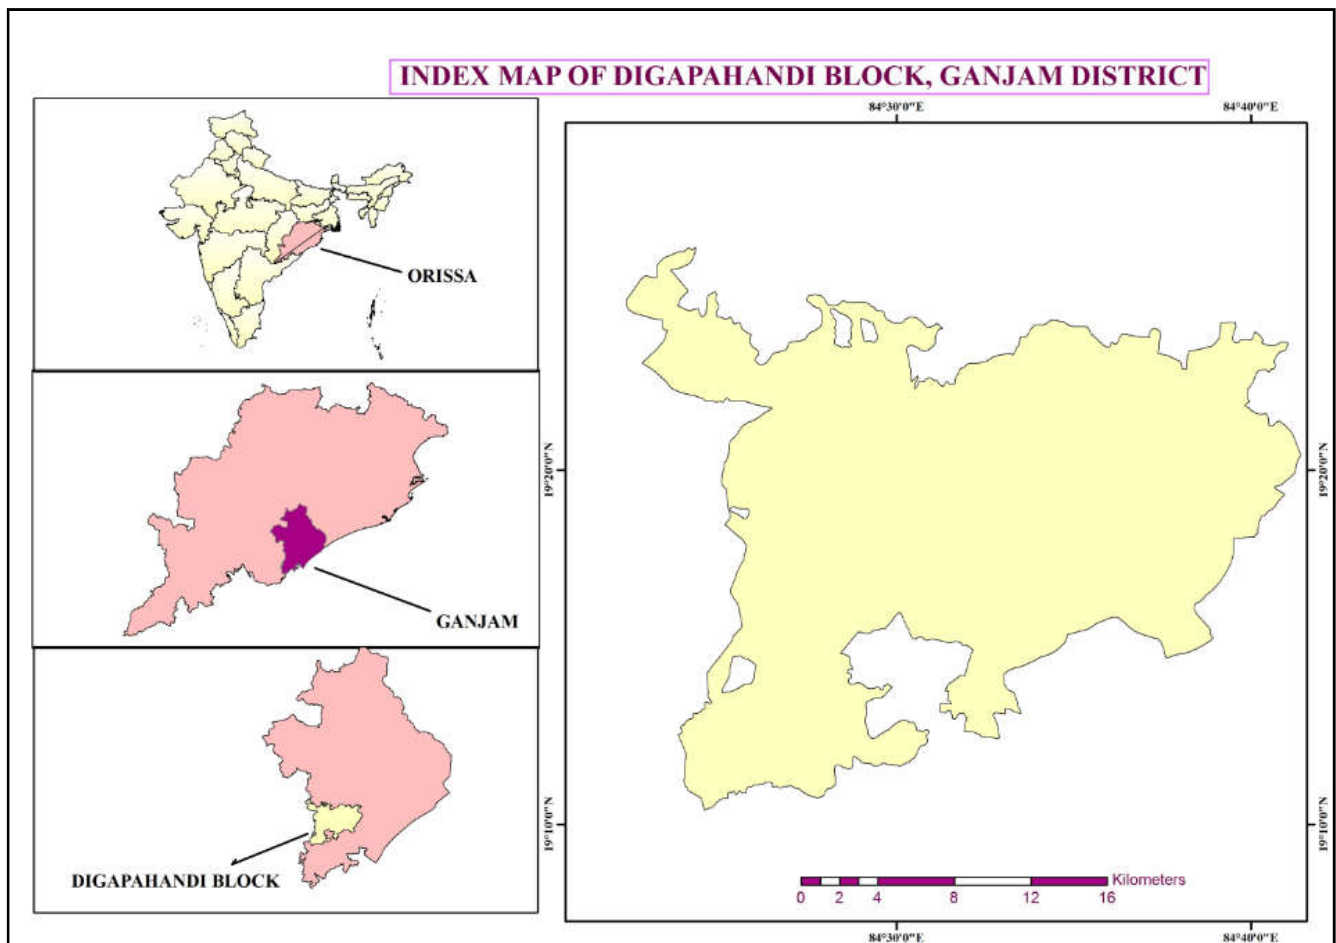 INDEX MAP OF DIGAPAHANDI BLOCK, GANJAM DISTRICT
84°30'0"E
84°40'0"E
ORISSA
19°20'0"N
19°20'0"N
GANJAM
19°10'0"N
19°10'0"N
DIGAPAHANDI BLOCK
Kilometers
0 2 4 8 12 16
84°30'0"E
84°40'0"E